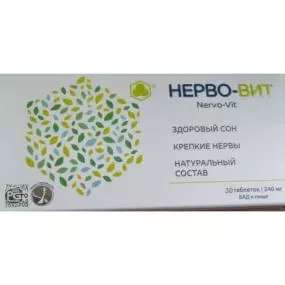 НЕРВО-ВИТ®
Nervo-Vit
ЗДОРОВЫЙ СОН
КРЕПКИЕ НЕРВЫ
НАТУРАЛЬНЫЙ
СОСТАВ
30 таблеток | 240 мг
БАД к пище